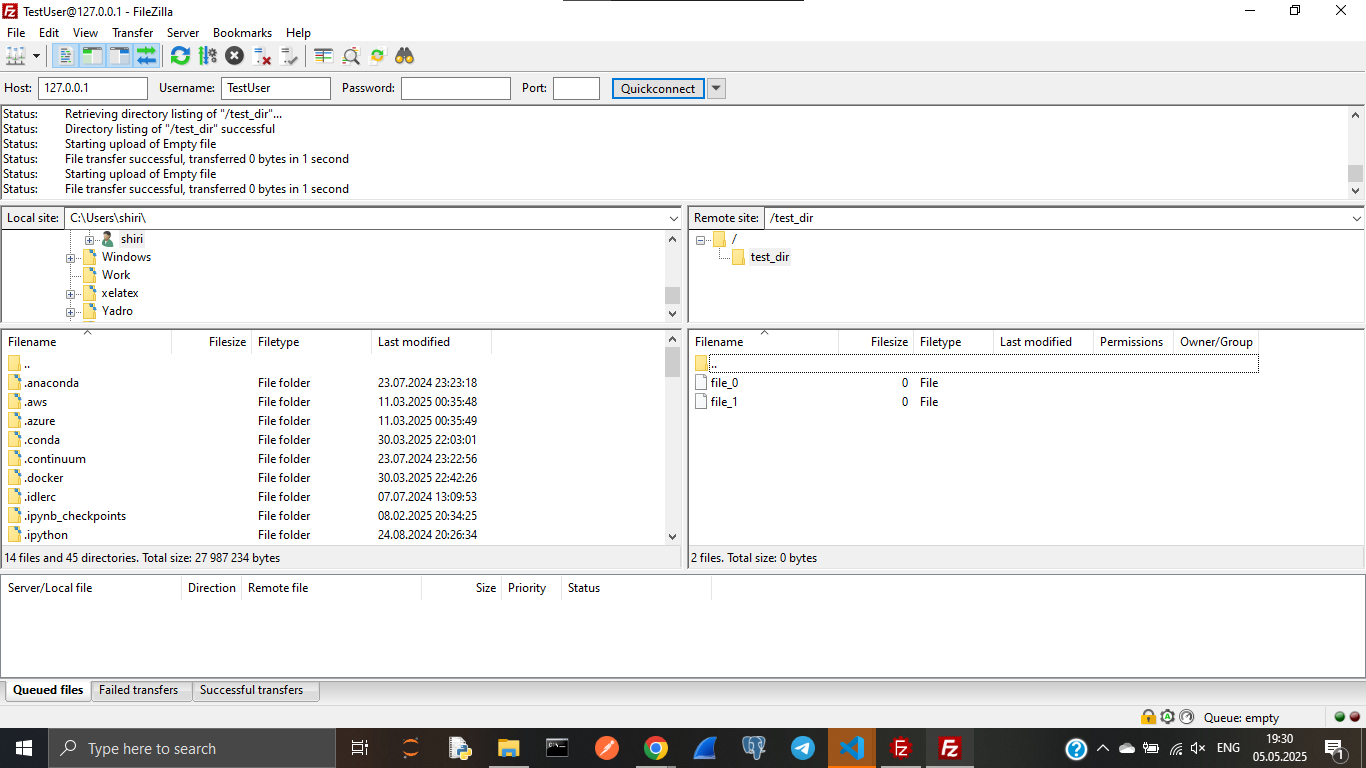 TestUser@127.0.0.1 - FileZilla
File Edit View Transfer Server Bookmarks Help
Host: 127.0.0.1 Username: TestUser Password: Port: Quickconnect
Status: Retrieving directory listing of "/test_dir"...
Status: Directory listing of "/test_dir" successful
Status: Starting upload of Empty file
Status: File transfer successful, transferred 0 bytes in 1 second
Status: Starting upload of Empty file
Status: File transfer successful, transferred 0 bytes in 1 second
Local site: C:\Users\shiri\
shiri
Windows
Work
xelatex
Yadro
Remote site: /test_dir
/
test_dir
Filename Filesize Filetype Last modified
..
.anaconda File folder 23.07.2024 23:23:18
.aws File folder 11.03.2025 00:35:48
.azure File folder 11.03.2025 00:35:49
.conda File folder 30.03.2025 22:03:01
.continuum File folder 23.07.2024 23:22:56
.docker File folder 30.03.2025 22:42:26
.idlerc File folder 07.07.2024 13:09:53
.ipynb_checkpoints File folder 08.02.2025 20:34:25
.ipython File folder 24.08.2024 20:26:34
14 files and 45 directories. Total size: 27 987 234 bytes
Filename Filesize Filetype Last modified Permissions Owner/Group
..
file_0 0 File
file_1 0 File
2 files. Total size: 0 bytes
Server/Local file Direction Remote file Size Priority Status
Queued files Failed transfers Successful transfers
Queue: empty
Type here to search
ENG
19:30
05.05.2025
1